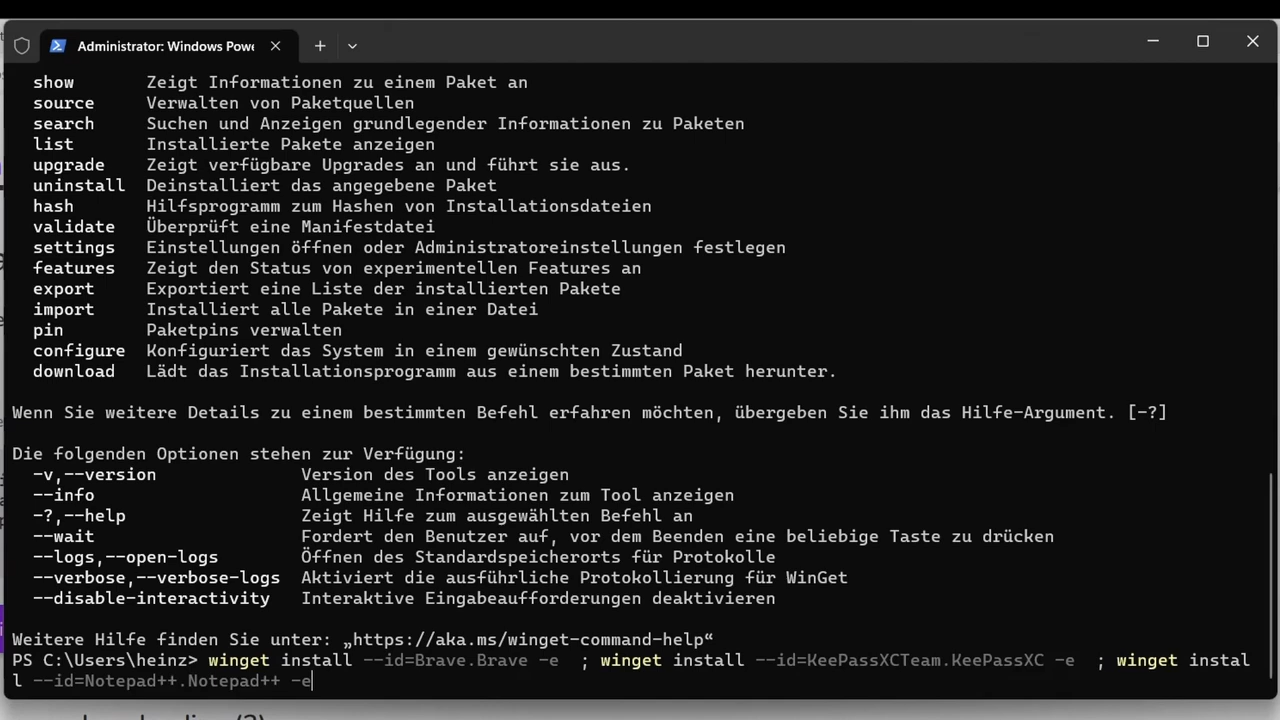 Administrator: Windows Powe
show Zeigt Informationen zu einem Paket an
source Verwalten von Paketquellen
search Suchen und Anzeigen grundlegender Informationen zu Paketen
list Installierte Pakete anzeigen
upgrade Zeigt verfügbare Upgrades an und führt sie aus.
uninstall Deinstalliert das angegebene Paket
hash Hilfsprogramm zum Hashen von Installationsdateien
validate Überprüft eine Manifestdatei
settings Einstellungen öffnen oder Administratoreinstellungen festlegen
features Zeigt den Status von experimentellen Features an
export Exportiert eine Liste der installierten Pakete
import Installiert alle Pakete in einer Datei
pin Paketpins verwalten
configure Konfiguriert das System in einem gewünschten Zustand
download Lädt das Installationsprogramm aus einem bestimmten Paket herunter.
Wenn Sie weitere Details zu einem bestimmten Befehl erfahren möchten, übergeben Sie ihm das Hilfe-Argument. [-?]
Die folgenden Optionen stehen zur Verfügung:
-v,--version Version des Tools anzeigen
--info Allgemeine Informationen zum Tool anzeigen
-?,--help Zeigt Hilfe zum ausgewählten Befehl an
--wait Fordert den Benutzer auf, vor dem Beenden eine beliebige Taste zu drücken
--logs,--open-logs Öffnen des Standardspeicherorts für Protokolle
--verbose,--verbose-logs Aktiviert die ausführliche Protokollierung für WinGet
--disable-interactivity Interaktive Eingabeaufforderungen deaktivieren
Weitere Hilfe finden Sie unter: „https://aka.ms/winget-command-help“
PS C:\Users\heinz> winget install --id=Brave.Brave -e  ; winget install --id=KeePassXCTeam.KeePassXC -e  ; winget instal
l --id=Notepad++.Notepad++ -e